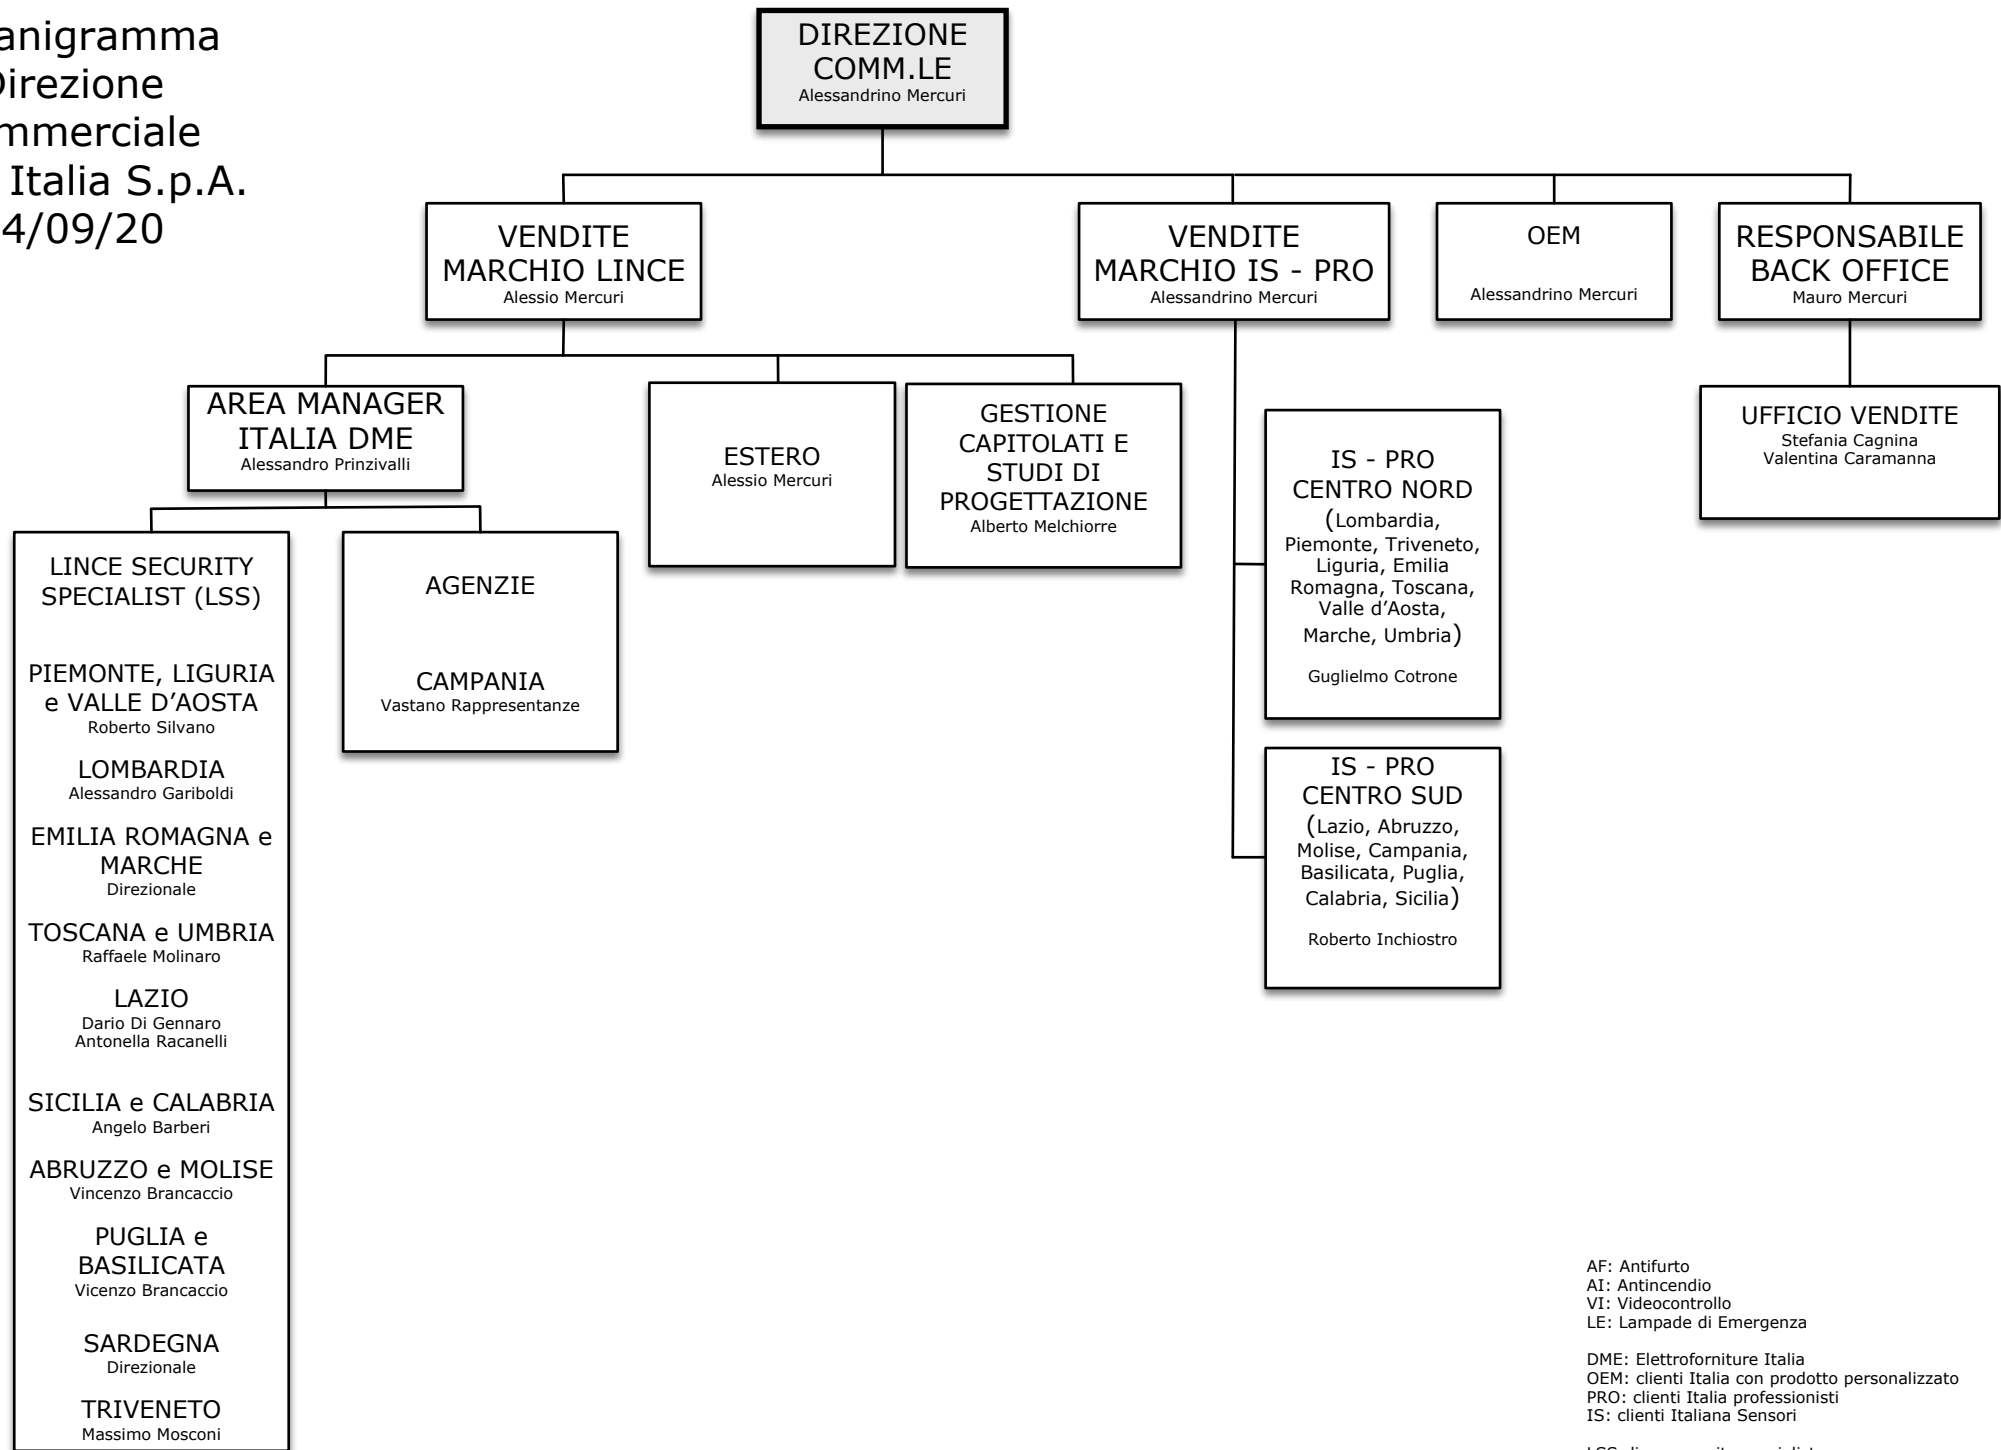 anigramma
Direzione
mmerciale
Italia S.p.A.
4/09/20
DIREZIONE
COMM.LE
Alessandrino Mercuri
VENDITE
MARCHIO LINCE
Alessio Mercuri
VENDITE
MARCHIO IS - PRO
Alessandrino Mercuri
OEM
Alessandrino Mercuri
RESPONSABILE
BACK OFFICE
Mauro Mercuri
AREA MANAGER
ITALIA DME
Alessandro Prinzivalli
ESTERO
Alessio Mercuri
GESTIONE
CAPITOLATI E
STUDI DI
PROGETTAZIONE
Alberto Melchiorre
IS - PRO
CENTRO NORD
(Lombardia,
Piemonte, Triveneto,
Liguria, Emilia
Romagna, Toscana,
Valle d’Aosta,
Marche, Umbria)
Guglielmo Cotrone
UFFICIO VENDITE
Stefania Cagnina
Valentina Caramanna
LINCE SECURITY
SPECIALIST (LSS)
PIEMONTE, LIGURIA
e VALLE D’AOSTA
Roberto Silvano
LOMBARDIA
Alessandro Gariboldi
EMILIA ROMAGNA e
MARCHE
Direzionale
TOSCANA e UMBRIA
Raffaele Molinaro
LAZIO
Dario Di Gennaro
Antonella Racanelli
SICILIA e CALABRIA
Angelo Barberi
ABRUZZO e MOLISE
Vincenzo Brancaccio
PUGLIA e
BASILICATA
Vicenzo Brancaccio
SARDEGNA
Direzionale
TRIVENETO
Massimo Mosconi
AGENZIE
CAMPANIA
Vastano Rappresentanze
IS - PRO
CENTRO SUD
(Lazio, Abruzzo,
Molise, Campania,
Basilicata, Puglia,
Calabria, Sicilia)
Roberto Inchiostro
AF: Antifurto
AI: Antincendio
VI: Videocontrollo
LE: Lampade di Emergenza
DME: Elettroforniture Italia
OEM: clienti Italia con prodotto personalizzato
PRO: clienti Italia professionisti
IS: clienti Italiana Sensori